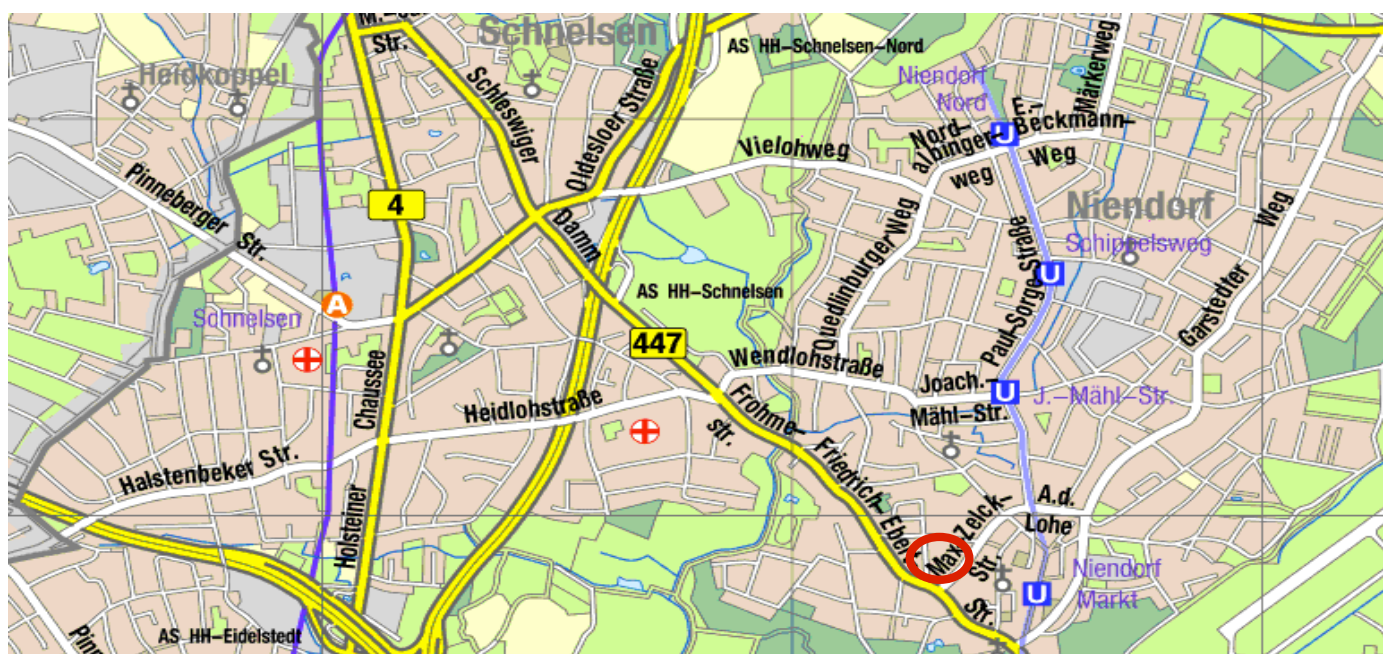 Schnelsen
Str.
AS HH–Schnelsen–Nord
Heidkoppel
Schleswiger
Oldesloer Straße
Niendorf
Nord
U
Märkerweg
Nord–
albinger–
weg
E.–
Beckmann–
Weg
Vielohweg
Pinneberger Str.
4
Damm
Niendorf
Schippelsweg
U
Weg
Garstedter
Quedlinburger Weg
Paul–Sorge–Straße
AS HH–Schnelsen
Schnelsen
A
447
Wendlohstraße
Joach.–
Mähl–Str.
U
J.–Mähl–Str.
Chaussee
Holsteiner
Heidlohstraße
Frohme–
str.
Halstenbeker Str.
Friedrich–Ebert–
Str.
Max–Zelck–
Str.
A.d.
Lohe
Niendorf
Markt
U
AS HH–Eidelstedt